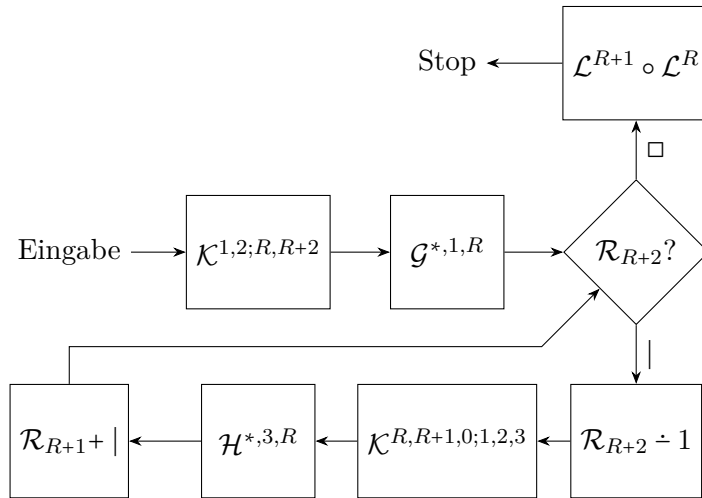 Stop
ℒ^{R+1} ∘ ℒ^{R}
□
Eingabe
𝒦^{1,2;R,R+2}
𝒢^{*,1,R}
ℛ_{R+2}?
|
ℛ_{R+1} + |
ℋ^{*,3,R}
𝒦^{R,R+1,0;1,2,3}
ℛ_{R+2} ∸ 1